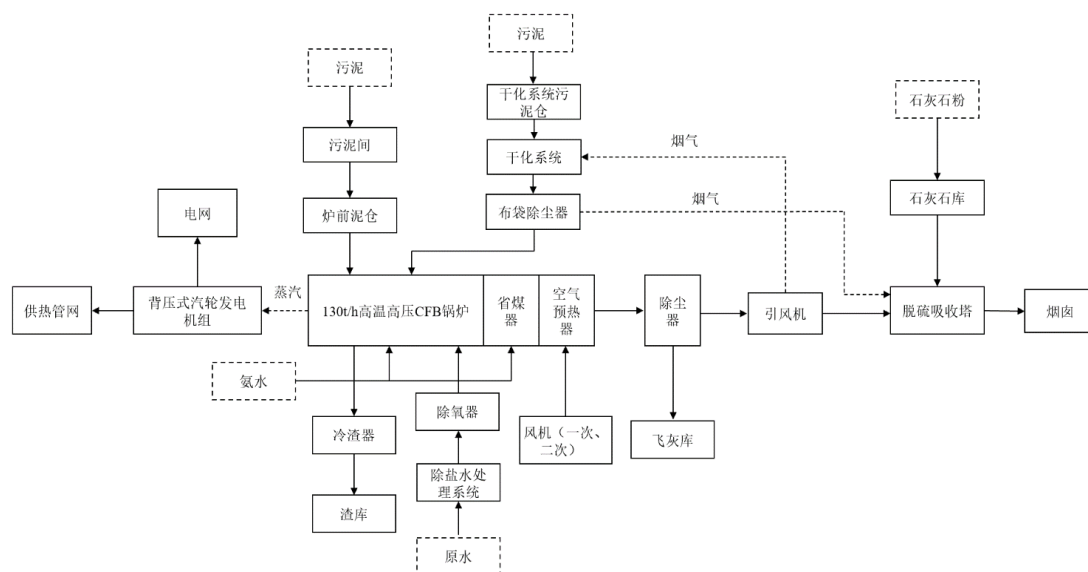 污泥
污泥
干化系统污
泥仓
石灰石粉
污泥间
干化系统
烟气
电网
炉前泥仓
布袋除尘器
烟气
石灰石库
供热管网
背压式汽轮发电
机组
蒸汽
130t/h高温高压CFB锅炉
省煤
器
空气
预热
器
除尘
器
引风机
脱硫吸收塔
烟囱
氨水
冷渣器
除氧器
风机（一次、
二次）
飞灰库
渣库
除盐水处
理系统
原水